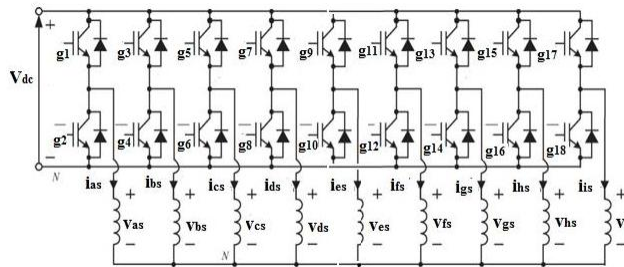 +
g1 g3 g5 g7 g9 g11 g13 g15 g17
Vdc
g2 g4 g6 g8 g10 g12 g14 g16 g18
−
N
ias ibs ics ids ies ifs igs ihs iis
+ + + + + + + + +
Vas Vbs Vcs Vds Ves Vfs Vgs Vhs V
− − − − − − − − −
N